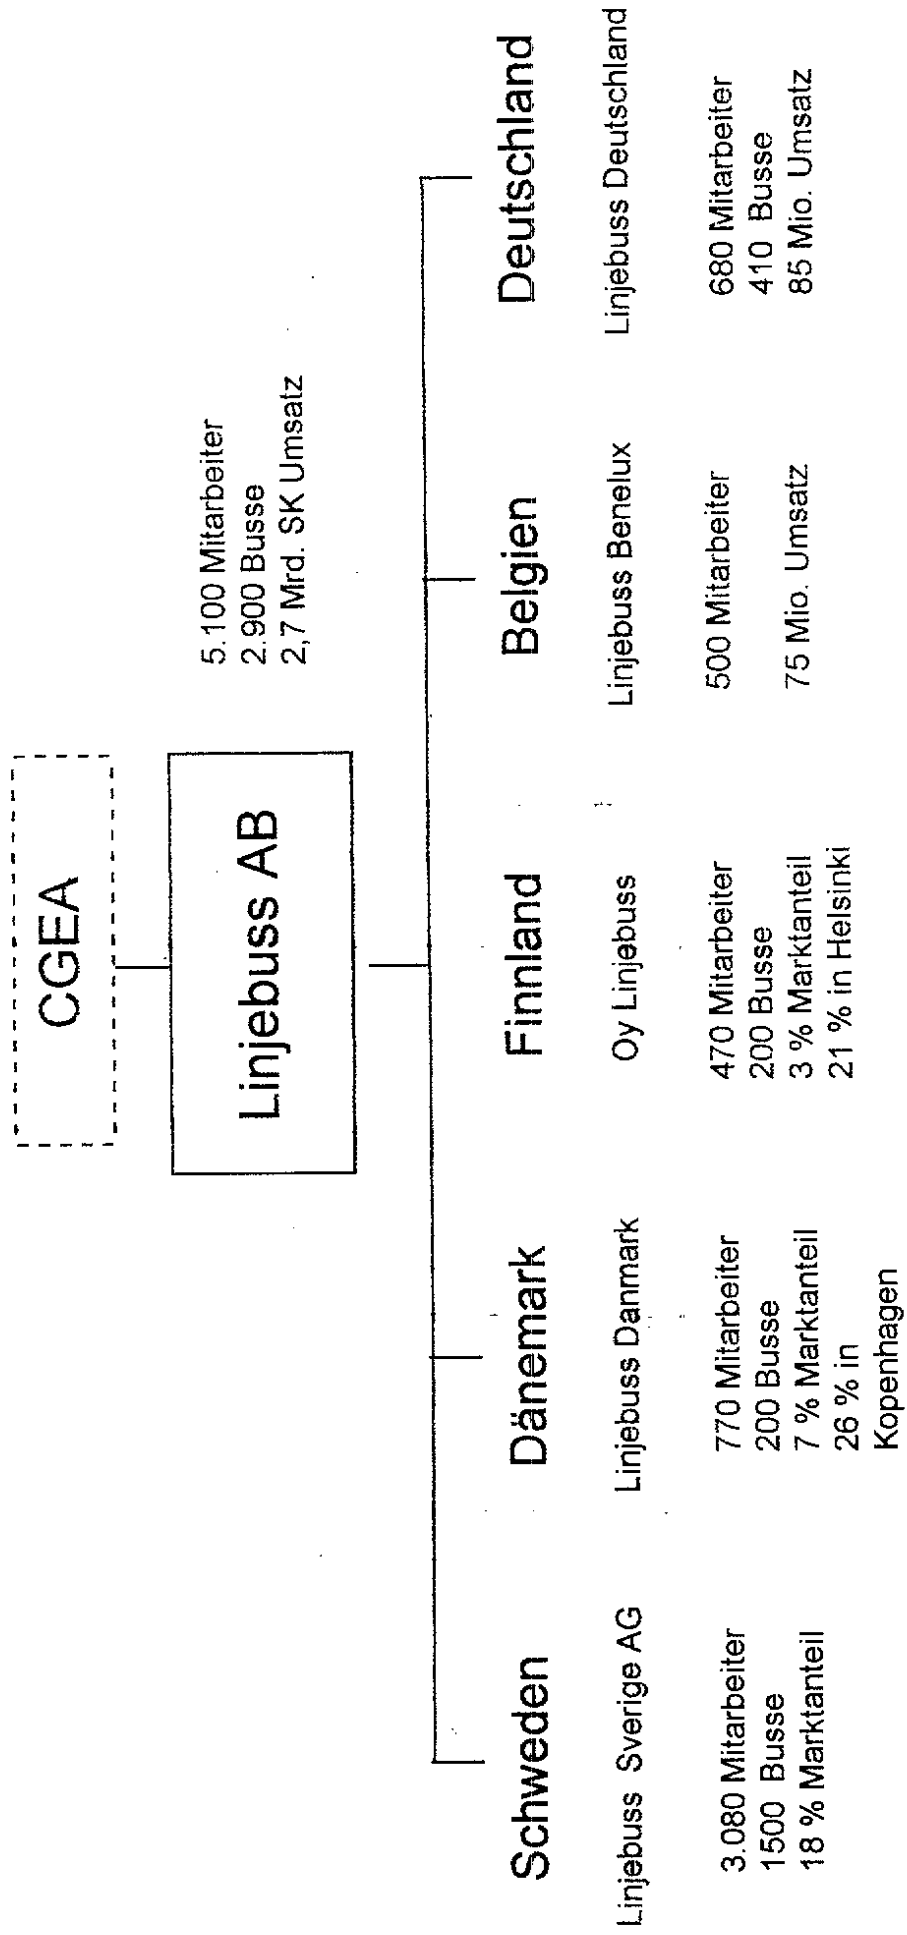 CGEA
Linjebuss AB
5.100 Mitarbeiter
2.900 Busse
2,7 Mrd. SK Umsatz
Schweden
Linjebuss Sverige AG
3.080 Mitarbeiter
1500 Busse
18 % Marktanteil
Dänemark
Linjebuss Danmark
770 Mitarbeiter
200 Busse
7 % Marktanteil
26 % in
Kopenhagen
Finnland
Oy Linjebuss
470 Mitarbeiter
200 Busse
3 % Marktanteil
21 % in Helsinki
Belgien
Linjebuss Benelux
500 Mitarbeiter
75 Mio. Umsatz
Deutschland
Linjebuss Deutschland
680 Mitarbeiter
410 Busse
85 Mio. Umsatz